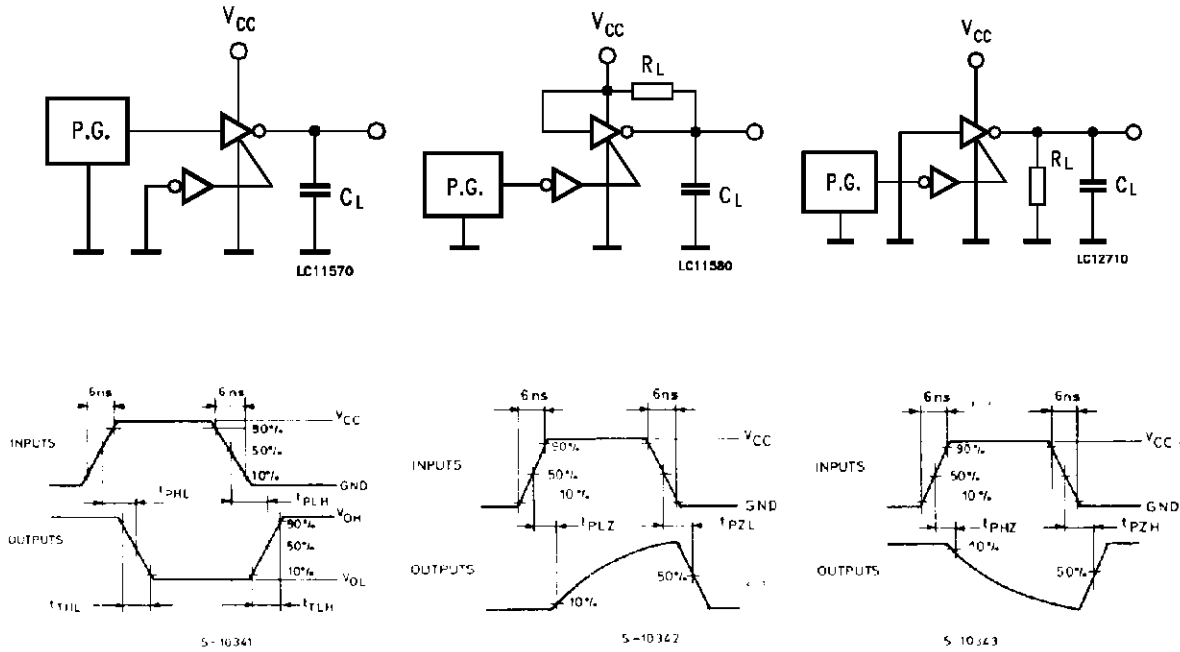 VCC
P.G.
CL
LC11570
VCC
RL
P.G.
CL
LC11580
VCC
P.G.
RL
CL
LC12710
6ns
6ns
INPUTS
VCC
90%
50%
10%
GND
tPHL
tPLH
OUTPUTS
VOH
90%
50%
10%
VOL
tTHL
tTLH
S-10341
6ns
6ns
INPUTS
VCC
90%
50%
10%
GND
tPLZ
tPZL
OUTPUTS
50%
10%
S-10342
6ns
6ns
INPUTS
VCC
90%
50%
10%
GND
tPHZ
tPZH
10%
OUTPUTS
50%
S-10343